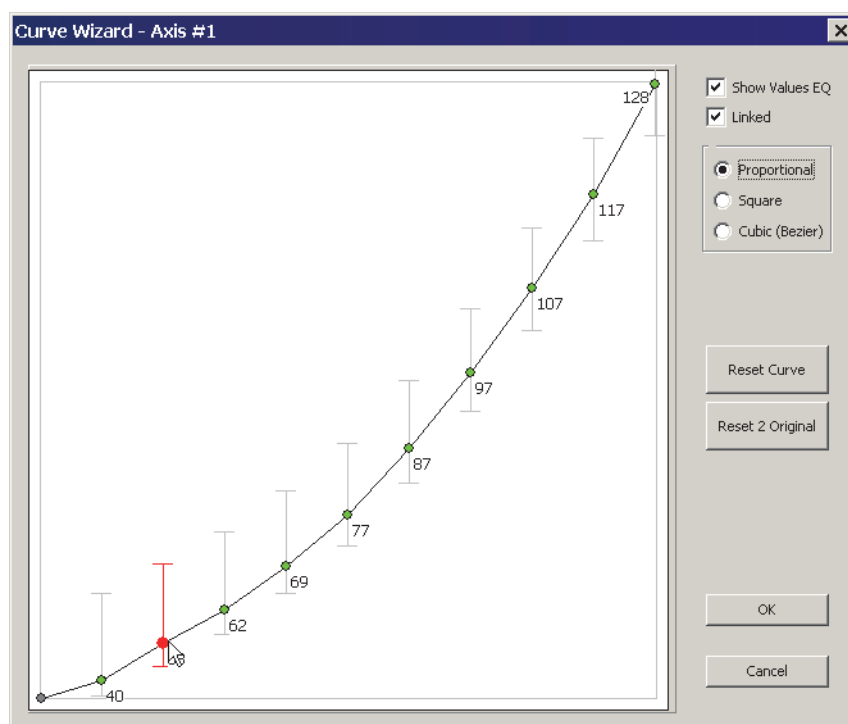 Curve Wizard - Axis #1
128
Show Values EQ
Linked
Proportional
117
Square
Cubic (Bezier)
107
Reset Curve
97
Reset 2 Original
87
77
69
62
OK
Cancel
40